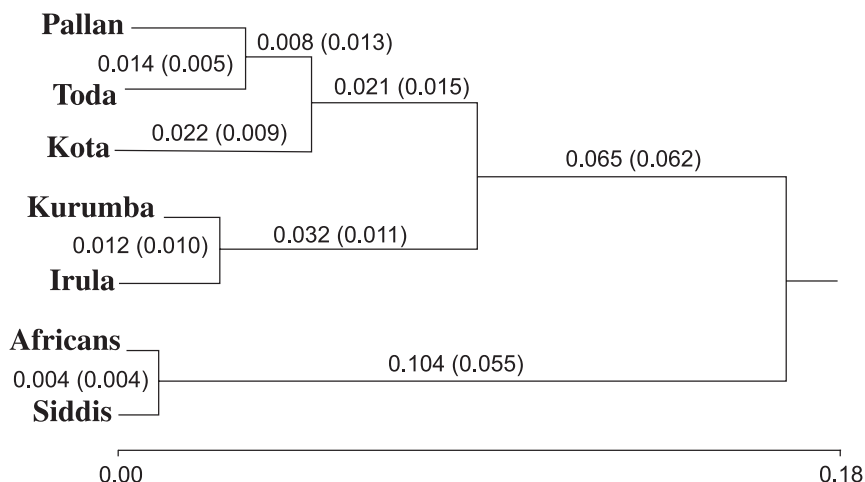 Pallan
0.008 (0.013)
0.014 (0.005)
0.021 (0.015)
Toda
0.022 (0.009)
Kota
0.065 (0.062)
Kurumba
0.012 (0.010)
0.032 (0.011)
Irula
Africans
0.104 (0.055)
0.004 (0.004)
Siddis
0.00
0.18